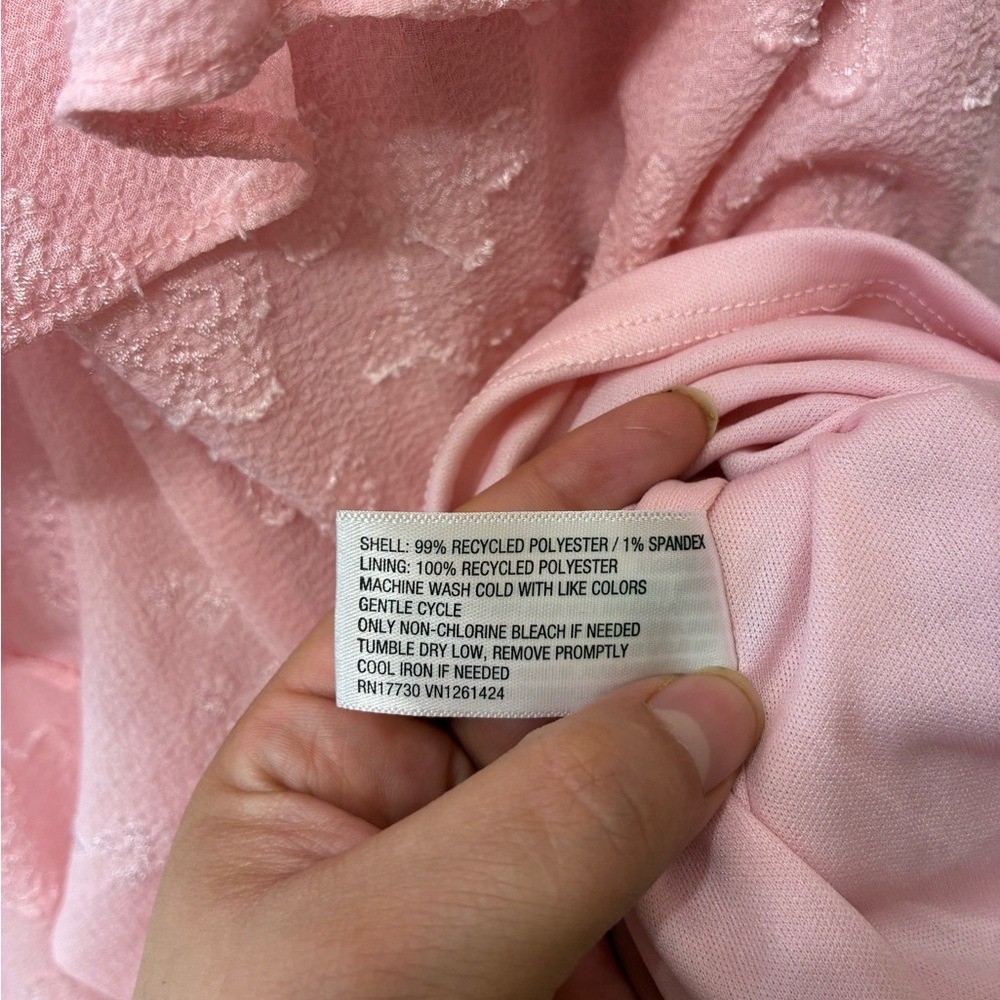 SHELL: 99% RECYCLED POLYESTER / 1% SPANDEX
LINING: 100% RECYCLED POLYESTER
MACHINE WASH COLD WITH LIKE COLORS
GENTLE CYCLE
ONLY NON-CHLORINE BLEACH IF NEEDED
TUMBLE DRY LOW, REMOVE PROMPTLY
COOL IRON IF NEEDED
RN17730 VN1261424